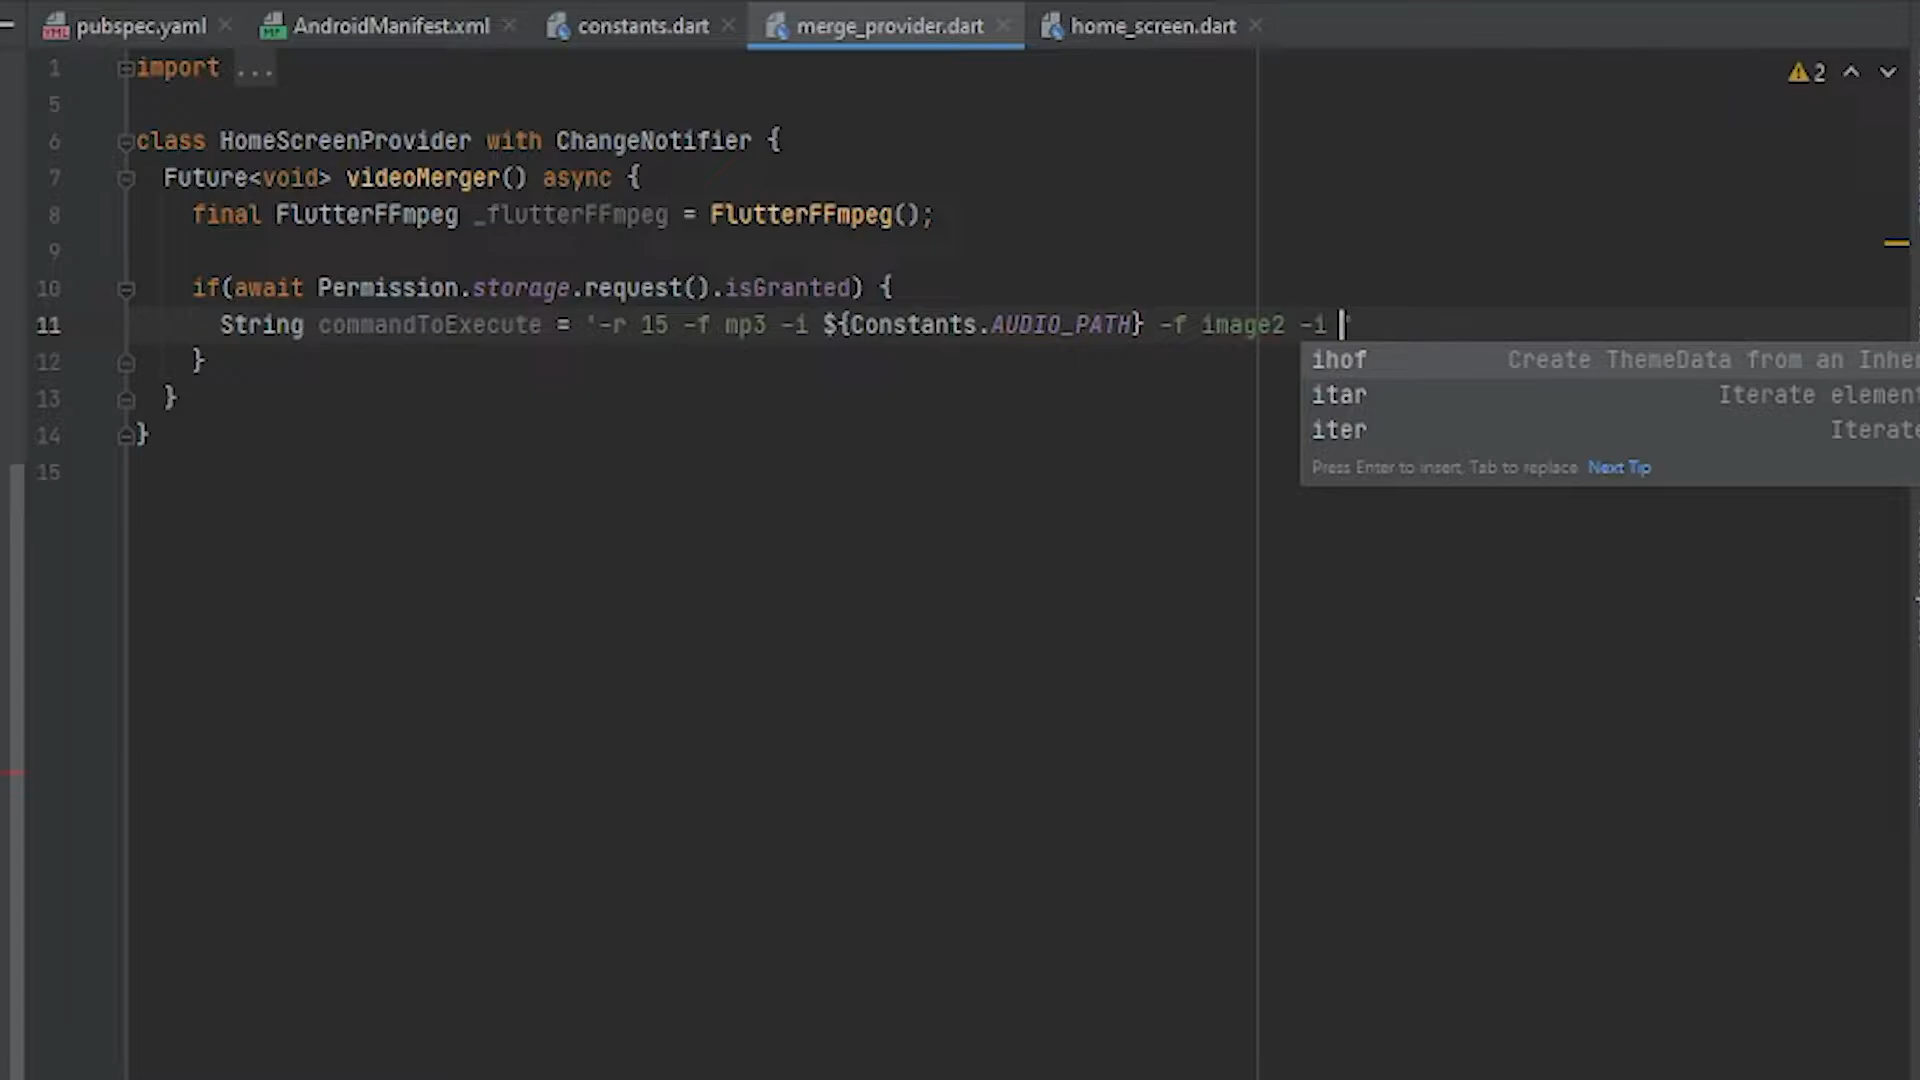 pubspec.yaml AndroidManifest.xml constants.dart merge_provider.dart home_screen.dart
1 import ... 2
5
6 class HomeScreenProvider with ChangeNotifier {
7 Future<void> videoMerger() async {
8 final FlutterFFmpeg _flutterFFmpeg = FlutterFFmpeg();
9
10 if(await Permission.storage.request().isGranted) {
11 String commandToExecute = '-r 15 -f mp3 -i ${Constants.AUDIO_PATH} -f image2 -i '
12 }
13 }
14 }
15
ihof Create ThemeData from an Inher
itar Iterate element
iter Iterate
Press Enter to insert, Tab to replace Next Tip